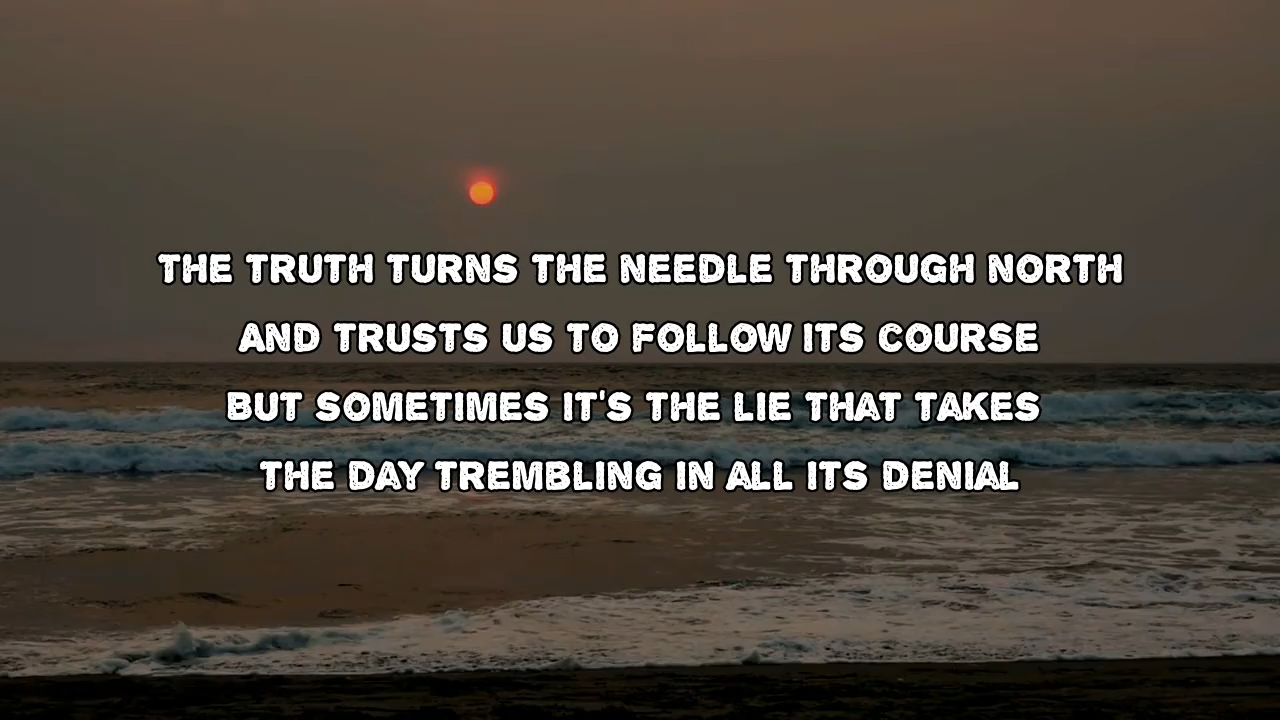 THE TRUTH TURNS THE NEEDLE THROUGH NORTH
AND TRUSTS US TO FOLLOW ITS COURSE
BUT SOMETIMES IT'S THE LIE THAT TAKES
THE DAY TREMBLING IN ALL ITS DENIAL